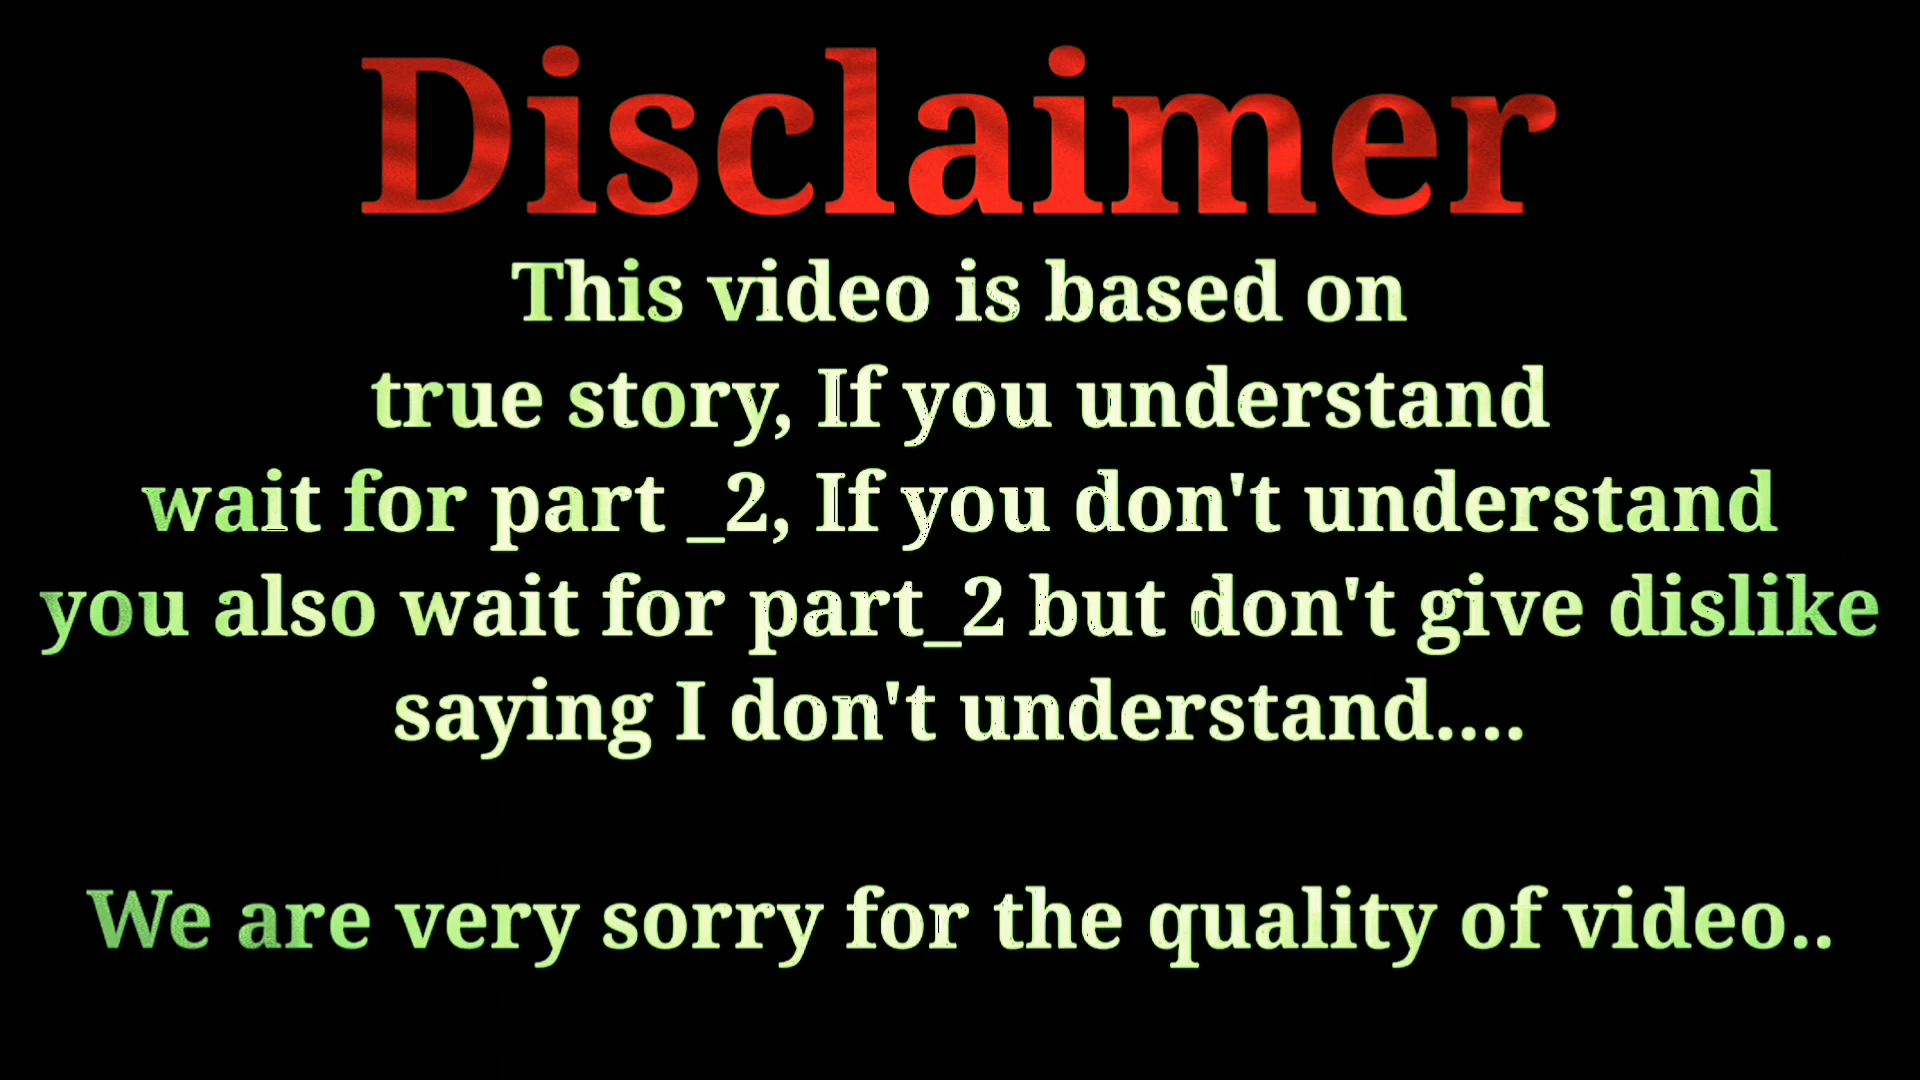 Disclaimer
This video is based on
true story, If you understand
wait for part _2, If you don't understand
you also wait for part_2 but don't give dislike
saying I don't understand....
We are very sorry for the quality of video..